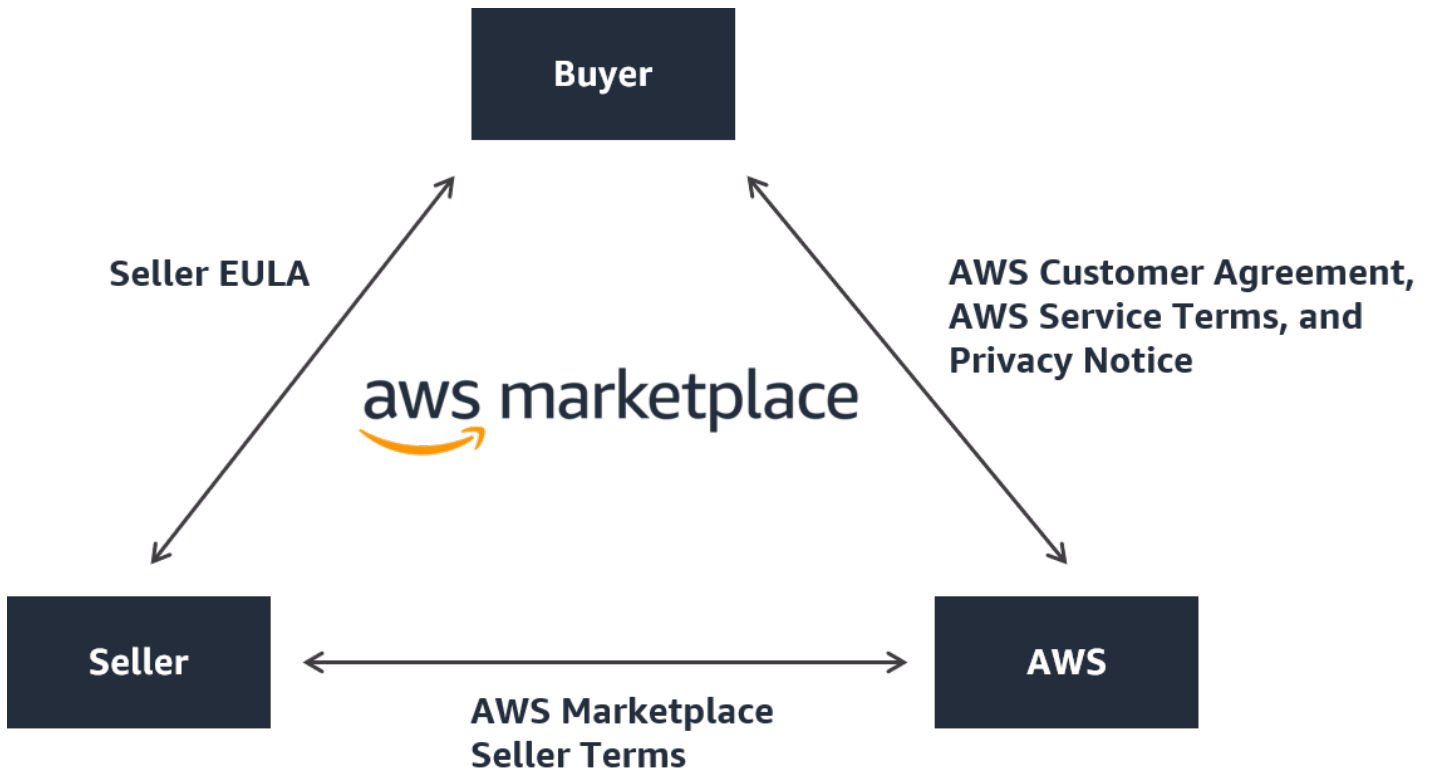 Buyer
Seller EULA
AWS Customer Agreement,
AWS Service Terms, and
Privacy Notice
aws marketplace
Seller
AWS
AWS Marketplace
Seller Terms